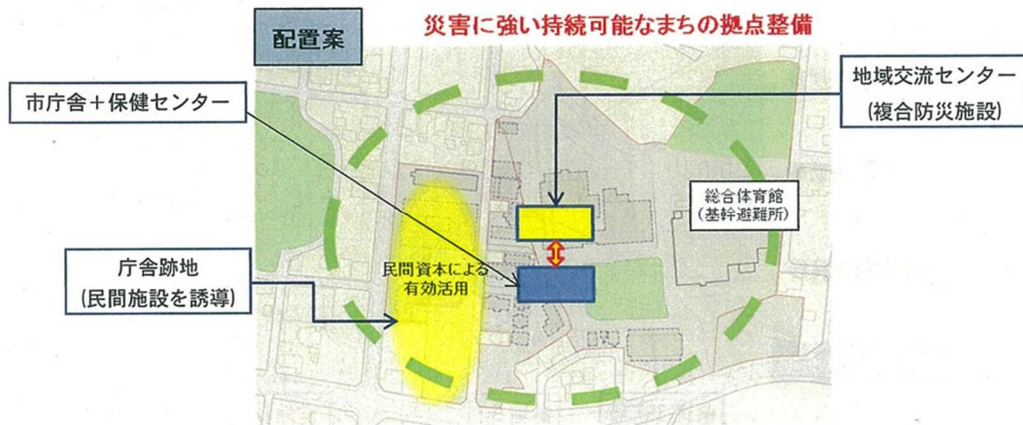 配置案
災害に強い持続可能なまちの拠点整備
市庁舎＋保健センター
地域交流センター
(複合防災施設)
総合体育館
(基幹避難所)
庁舎跡地
(民間施設を誘導)
民間資本による
有効活用